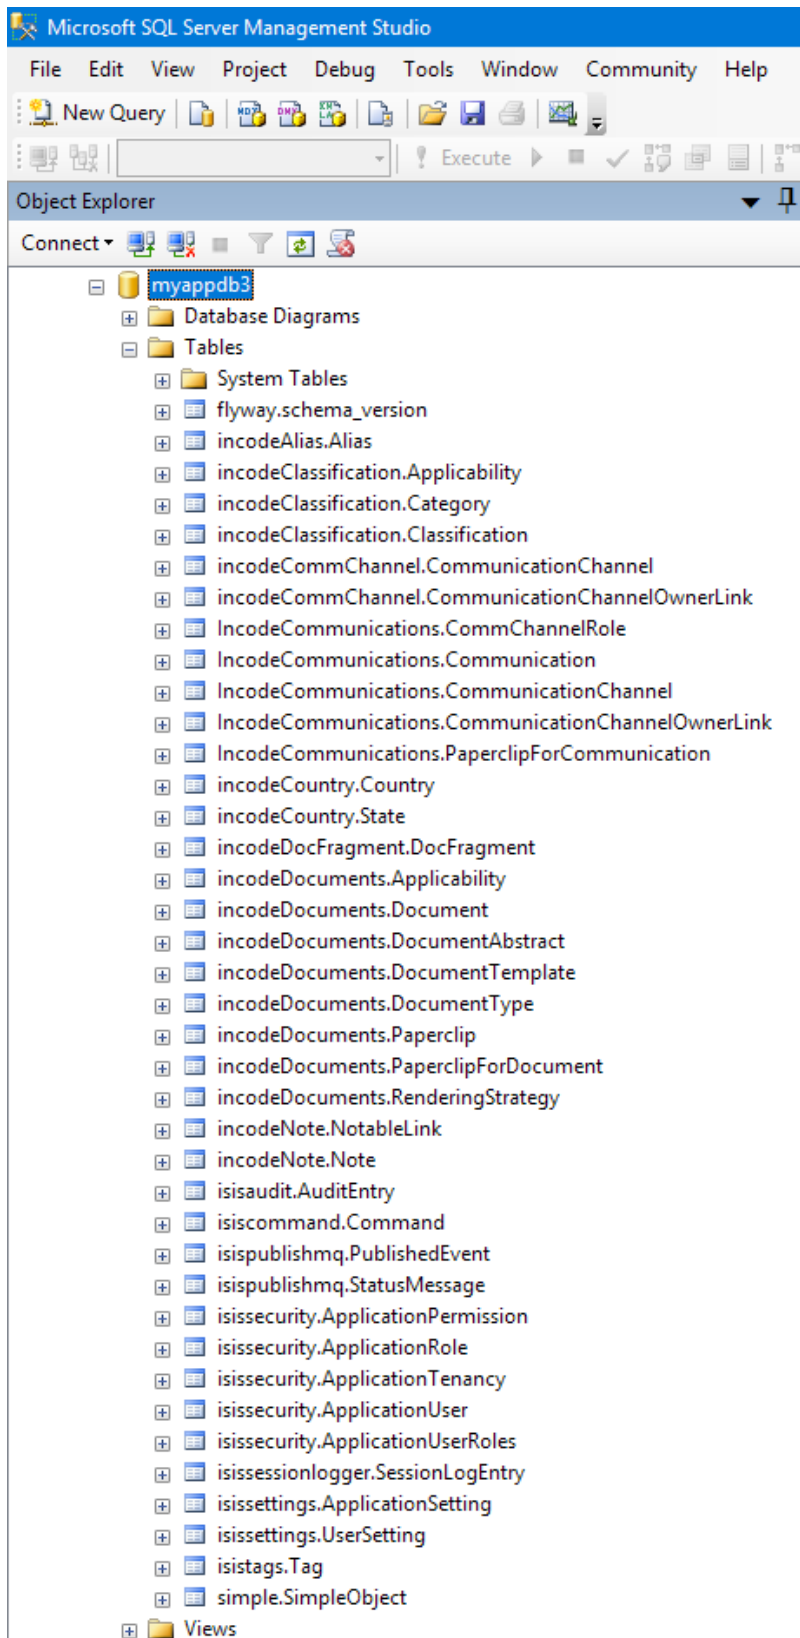 Microsoft SQL Server Management Studio
File Edit View Project Debug Tools Window Community Help
New Query MDX DMX XMLA
Execute
Object Explorer
Connect
myappdb3
Database Diagrams
Tables
System Tables
flyway.schema_version
incodeAlias.Alias
incodeClassification.Applicability
incodeClassification.Category
incodeClassification.Classification
incodeCommChannel.CommunicationChannel
incodeCommChannel.CommunicationChannelOwnerLink
IncodeCommunications.CommChannelRole
IncodeCommunications.Communication
IncodeCommunications.CommunicationChannel
IncodeCommunications.CommunicationChannelOwnerLink
IncodeCommunications.PaperclipForCommunication
incodeCountry.Country
incodeCountry.State
incodeDocFragment.DocFragment
incodeDocuments.Applicability
incodeDocuments.Document
incodeDocuments.DocumentAbstract
incodeDocuments.DocumentTemplate
incodeDocuments.DocumentType
incodeDocuments.Paperclip
incodeDocuments.PaperclipForDocument
incodeDocuments.RenderingStrategy
incodeNote.NotableLink
incodeNote.Note
isisaudit.AuditEntry
isiscommand.Command
isispublishmq.PublishedEvent
isispublishmq.StatusMessage
isissecurity.ApplicationPermission
isissecurity.ApplicationRole
isissecurity.ApplicationTenancy
isissecurity.ApplicationUser
isissecurity.ApplicationUserRoles
isissessionlogger.SessionLogEntry
isissettings.ApplicationSetting
isissettings.UserSetting
isistags.Tag
simple.SimpleObject
Views